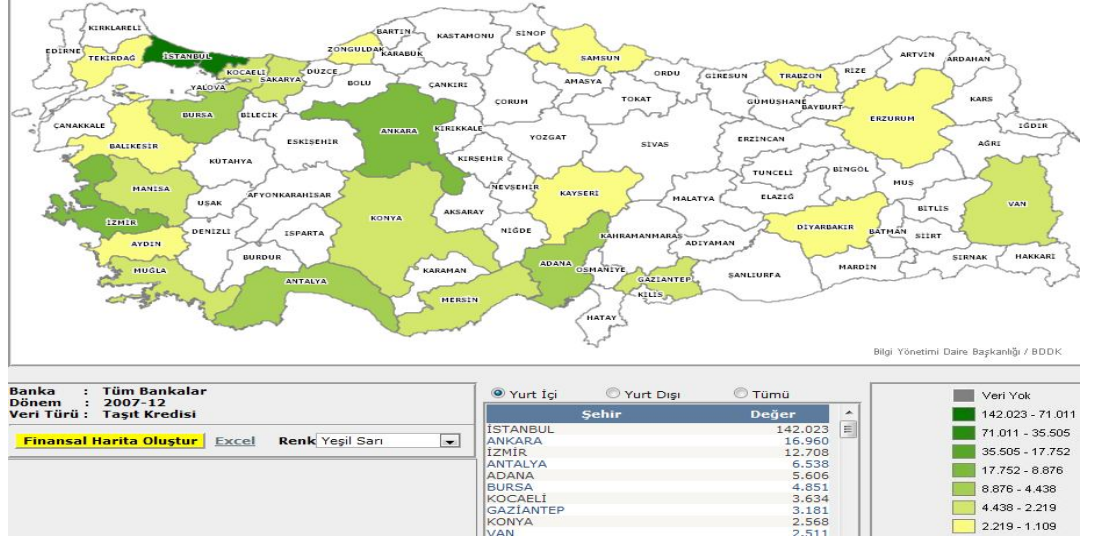 KIRKLARELİ
EDİRNE
TEKİRDAĞ
İSTANBUL
KOCAELİ
SAKARYA
YALOVA
DÜZCE
ZONGULDAK
BARTIN
KARABÜK
KASTAMONU
SİNOP
SAMSUN
ORDU
GİRESUN
TRABZON
RİZE
ARTVİN
ARDAHAN
BOLU
ÇANKIRI
ÇORUM
AMASYA
TOKAT
GÜMÜŞHANE
BAYBURT
ERZURUM
KARS
IĞDIR
AĞRI
ÇANAKKALE
BURSA
BİLECİK
BALIKESİR
KÜTAHYA
ESKİŞEHİR
ANKARA
KIRIKKALE
YOZGAT
SİVAS
ERZİNCAN
TUNCELİ
BİNGOL
MUŞ
KIRŞEHİR
NEVŞEHİR
KAYSERİ
MALATYA
ELAZIĞ
BİTLİS
VAN
MANİSA
UŞAK
AFYONKARAHİSAR
İZMİR
DENİZLİ
ISPARTA
KONYA
AKSARAY
NİĞDE
KAHRAMANMARAŞ
ADIYAMAN
DİYARBAKIR
BATMAN
SİİRT
ŞIRNAK
HAKKARİ
AYDIN
MUĞLA
BURDUR
ANTALYA
KARAMAN
MERSİN
ADANA
OSMANİYE
GAZİANTEP
KİLİS
ŞANLIURFA
MARDİN
HATAY
Bilgi Yönetimi Daire Başkanlığı / BDDK
Banka : Tüm Bankalar
Dönem : 2007-12
Veri Türü : Taşıt Kredisi
Finansal Harita Oluştur Excel Renk Yeşil Sarı
Yurt İçi Yurt Dışı Tümü
Şehir Değer
İSTANBUL 142.023
ANKARA 16.960
İZMİR 12.708
ANTALYA 6.538
ADANA 5.606
BURSA 4.851
KOCAELİ 3.634
GAZİANTEP 3.181
KONYA 2.568
VAN 2.511
Veri Yok
142.023 - 71.011
71.011 - 35.505
35.505 - 17.752
17.752 - 8.876
8.876 - 4.438
4.438 - 2.219
2.219 - 1.109